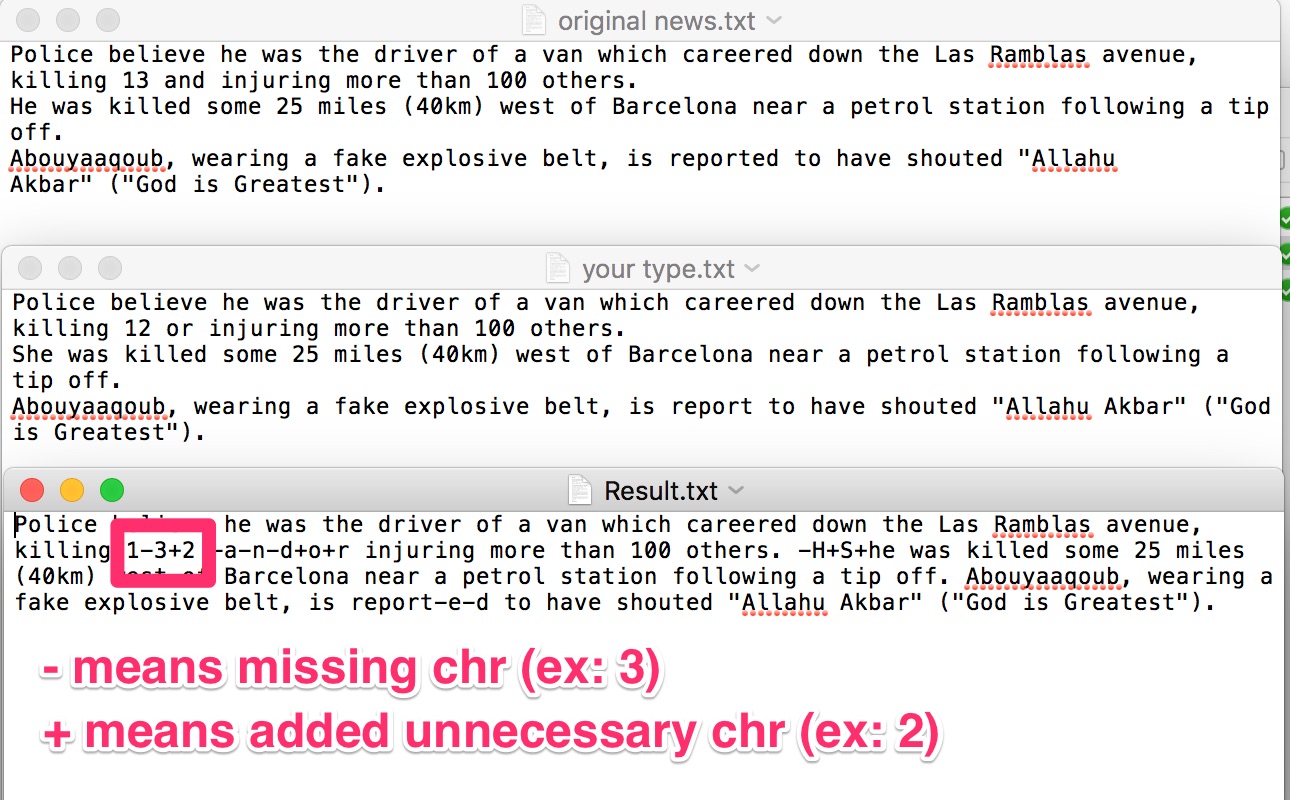 original news.txt
Police believe he was the driver of a van which careered down the Las Ramblas avenue,
killing 13 and injuring more than 100 others.
He was killed some 25 miles (40km) west of Barcelona near a petrol station following a tip
off.
Abouyaaqoub, wearing a fake explosive belt, is reported to have shouted "Allahu
Akbar" ("God is Greatest").
your type.txt
Police believe he was the driver of a van which careered down the Las Ramblas avenue,
killing 12 or injuring more than 100 others.
She was killed some 25 miles (40km) west of Barcelona near a petrol station following a
tip off.
Abouyaaqoub, wearing a fake explosive belt, is report to have shouted "Allahu Akbar" ("God
is Greatest").
Result.txt
Police he was the driver of a van which careered down the Las Ramblas avenue,
killing 1-3+2 -a-n-d+o+r injuring more than 100 others. -H+S+he was killed some 25 miles
(40km) Barcelona near a petrol station following a tip off. Abouyaaqoub, wearing a
fake explosive belt, is report-e-d to have shouted "Allahu Akbar" ("God is Greatest").
- means missing chr (ex: 3)
+ means added unnecessary chr (ex: 2)